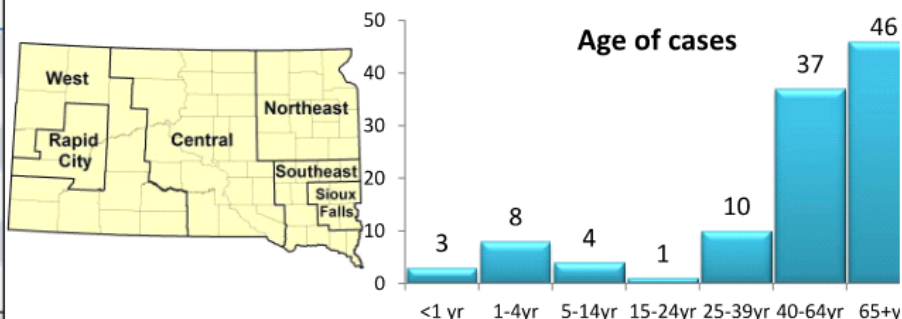 West
Rapid
City
Central
Northeast
Southeast
Sioux
Falls
Age of cases
50
40
30
20
10
0
3
8
4
1
10
37
46
<1 yr 1-4yr 5-14yr 15-24yr 25-39yr 40-64yr 65+y